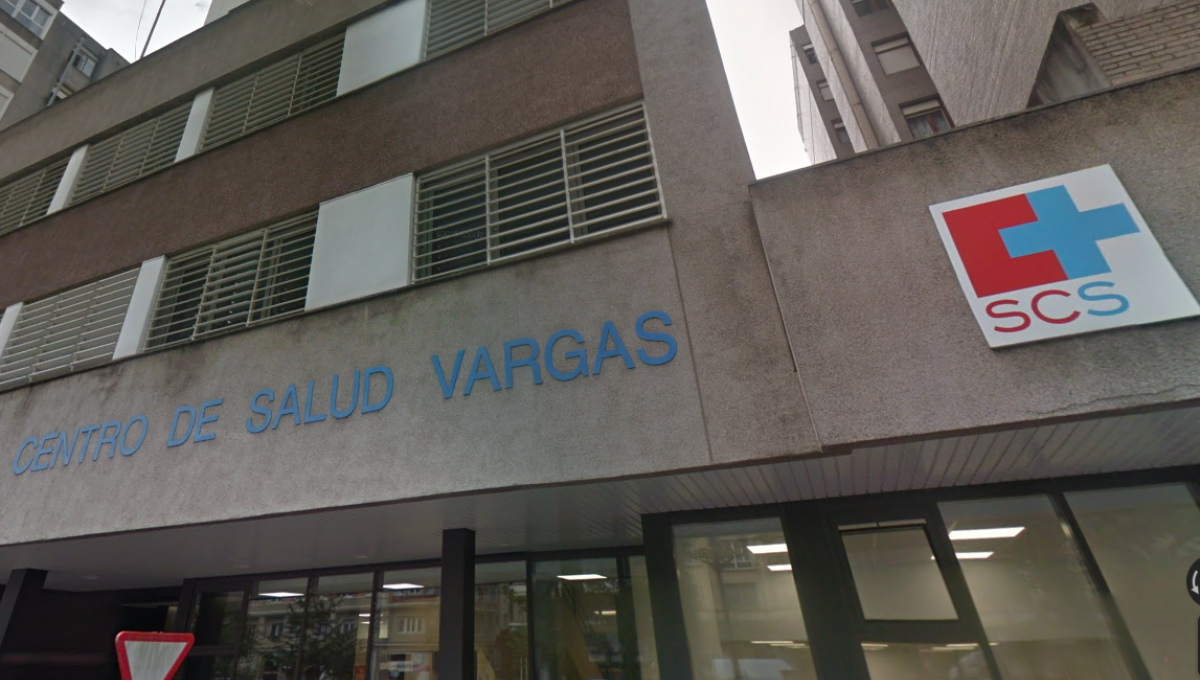 CENTRO DE SALUD VARGAS
SCS